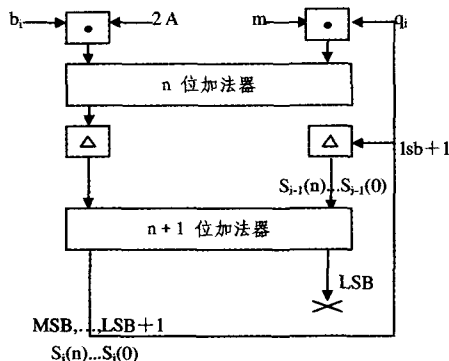 bᵢ 2A m qᵢ
n 位加法器
lsb+1
Sᵢ₋₁(n)...Sᵢ₋₁(0)
n+1 位加法器
LSB
MSB,...,LSB+1
Sᵢ(n)...Sᵢ(0)